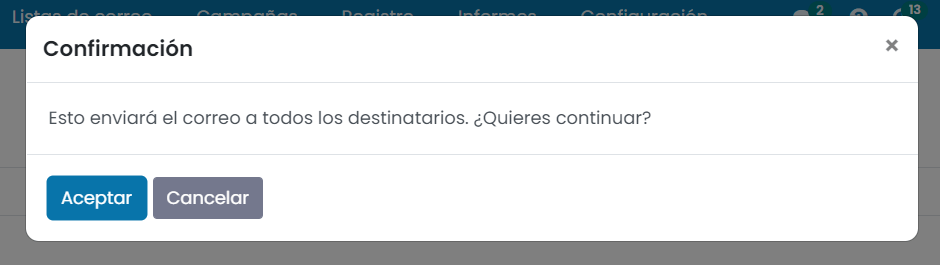 Listas de correo Campañas Registro Informes Configuración 2 13
Confirmación ×
Esto enviará el correo a todos los destinatarios. ¿Quieres continuar?
Aceptar Cancelar